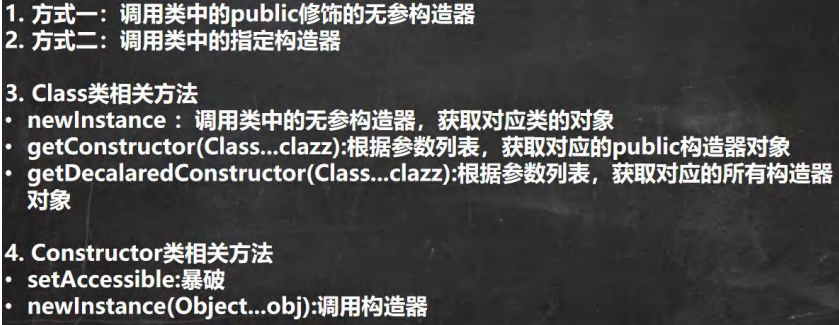 1. 方式一：调用类中的public修饰的无参构造器
2. 方式二：调用类中的指定构造器
3. Class类相关方法
• newInstance ：调用类中的无参构造器，获取对应类的对象
• getConstructor(Class...clazz):根据参数列表，获取对应的public构造器对象
• getDecalaredConstructor(Class...clazz):根据参数列表，获取对应的所有构造器
对象
4. Constructor类相关方法
• setAccessible:暴破
• newInstance(Object...obj):调用构造器